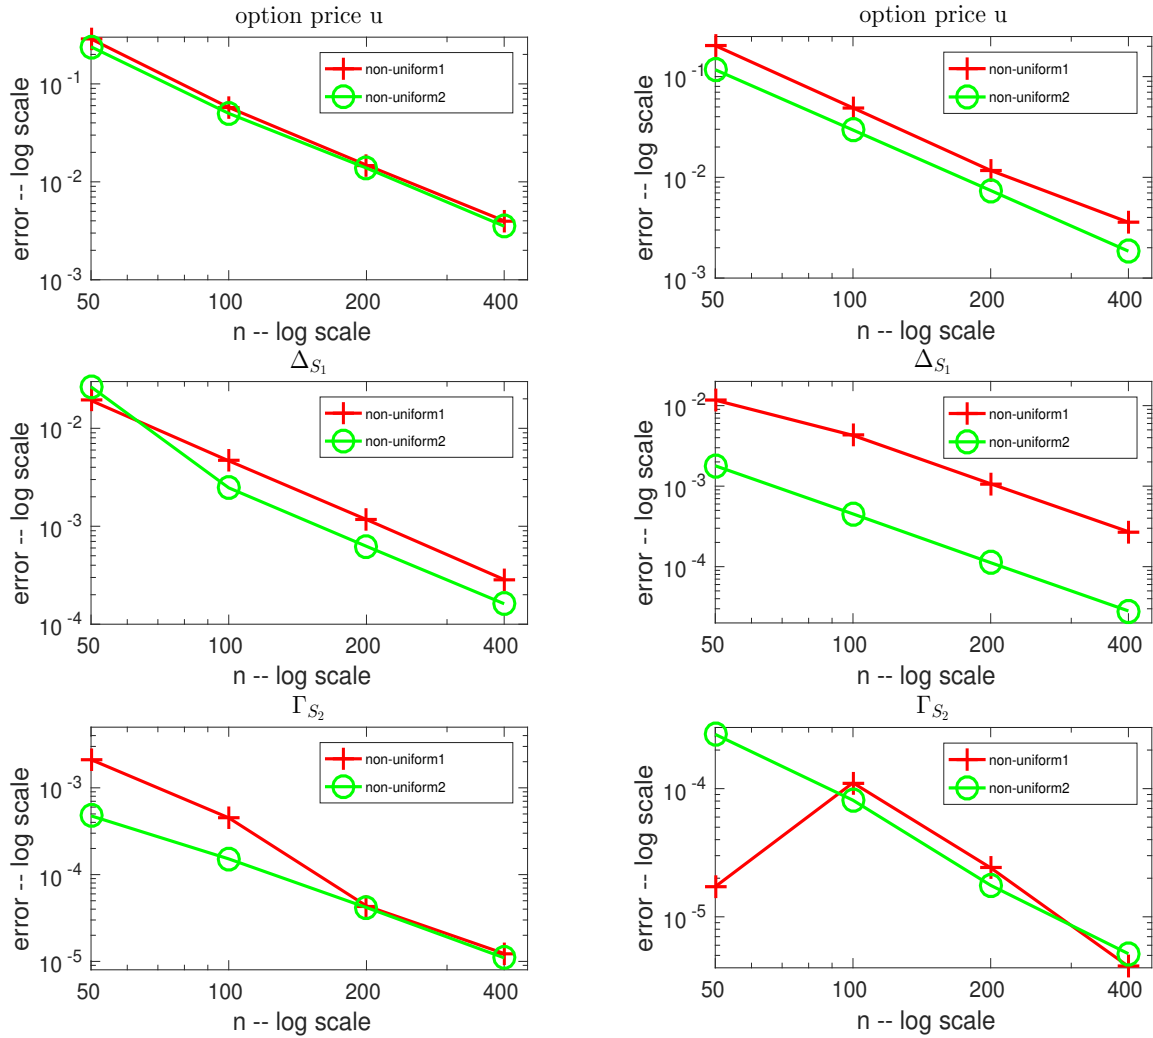 option price u
error -- log scale
10^-1
10^-2
10^-3
50
100
200
400
n -- log scale
non-uniform1
non-uniform2
option price u
error -- log scale
10^-1
10^-2
10^-3
50
100
200
400
n -- log scale
non-uniform1
non-uniform2
Δ_{S_1}
error -- log scale
10^-2
10^-3
10^-4
50
100
200
400
n -- log scale
non-uniform1
non-uniform2
Δ_{S_1}
error -- log scale
10^-2
10^-3
10^-4
50
100
200
400
n -- log scale
non-uniform1
non-uniform2
Γ_{S_2}
error -- log scale
10^-3
10^-4
10^-5
50
100
200
400
n -- log scale
non-uniform1
non-uniform2
Γ_{S_2}
error -- log scale
10^-4
10^-5
50
100
200
400
n -- log scale
non-uniform1
non-uniform2